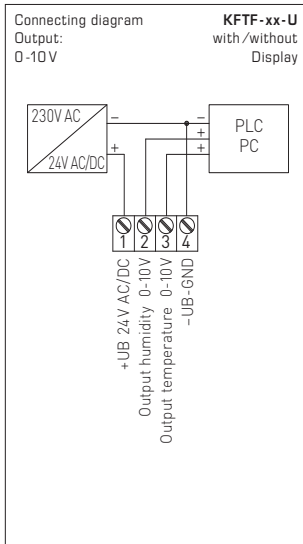 Connecting diagram
Output:
0-10 V
KFTF-xx-U
with/without
Display
230V AC
24V AC/DC
–
+
–
+
+
PLC
PC
1 2 3 4
+UB 24V AC/DC
Output humidity 0-10V
Output temperature 0-10V
–UB-GND